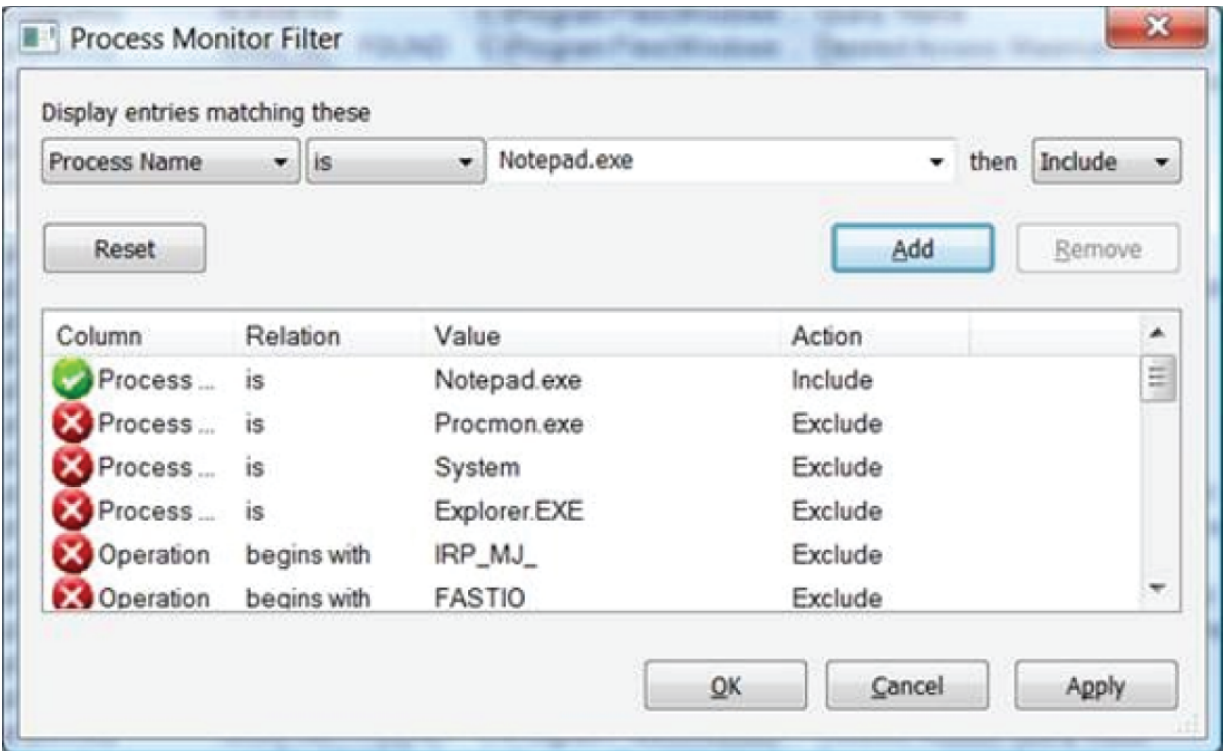 Process Monitor Filter
Display entries matching these
Process Name is Notepad.exe then Include
Reset Add Remove
Column Relation Value Action
Process ... is Notepad.exe Include
Process ... is Procmon.exe Exclude
Process ... is System Exclude
Process ... is Explorer.EXE Exclude
Operation begins with IRP_MJ_ Exclude
Operation begins with FASTIO Exclude
OK Cancel Apply